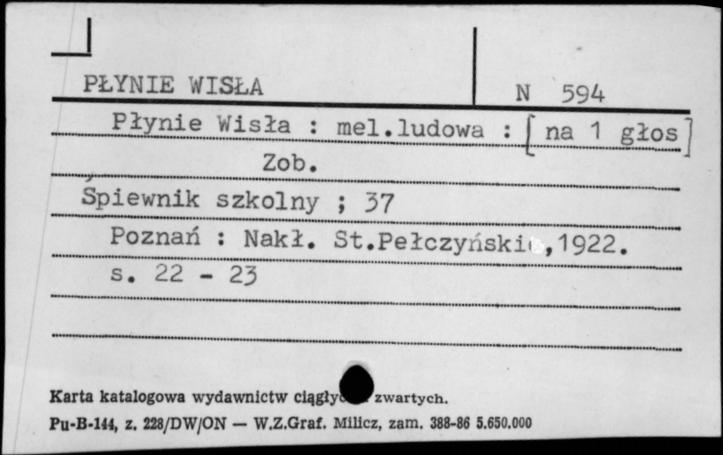 PŁYNIE WISŁA
N 594
Płynie Wisła : mel.ludowa : [na 1 głos]
Zob.
Śpiewnik szkolny ; 37
Poznań : Nakł. St. , 1922.
s. 22 - 23
Karta katalogowa wydawnictw zwartych.
Pu-B-144, z. 228/DW/ON — W.Z.Graf. Milicz, zam. 388-86 5.650.000